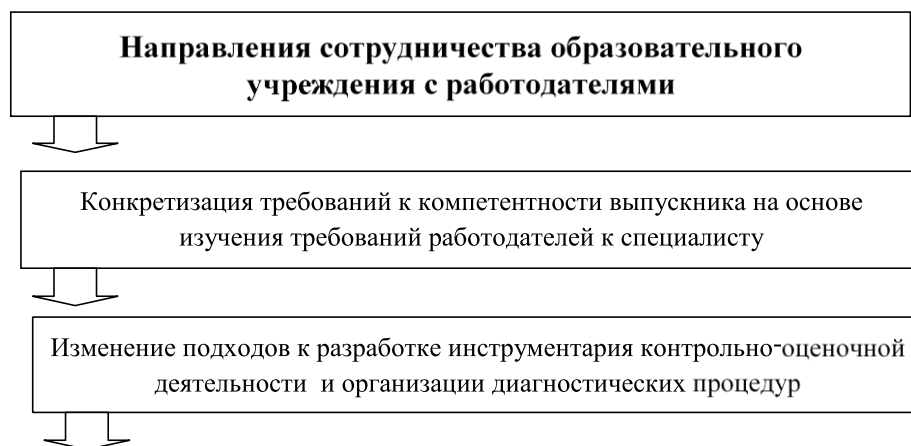 Направления сотрудничества образовательного
учреждения с работодателями
Конкретизация требований к компетентности выпускника на основе
изучения требований работодателей к специалисту
Изменение подходов к разработке инструментария контрольно-оценочной
деятельности и организации диагностических процедур